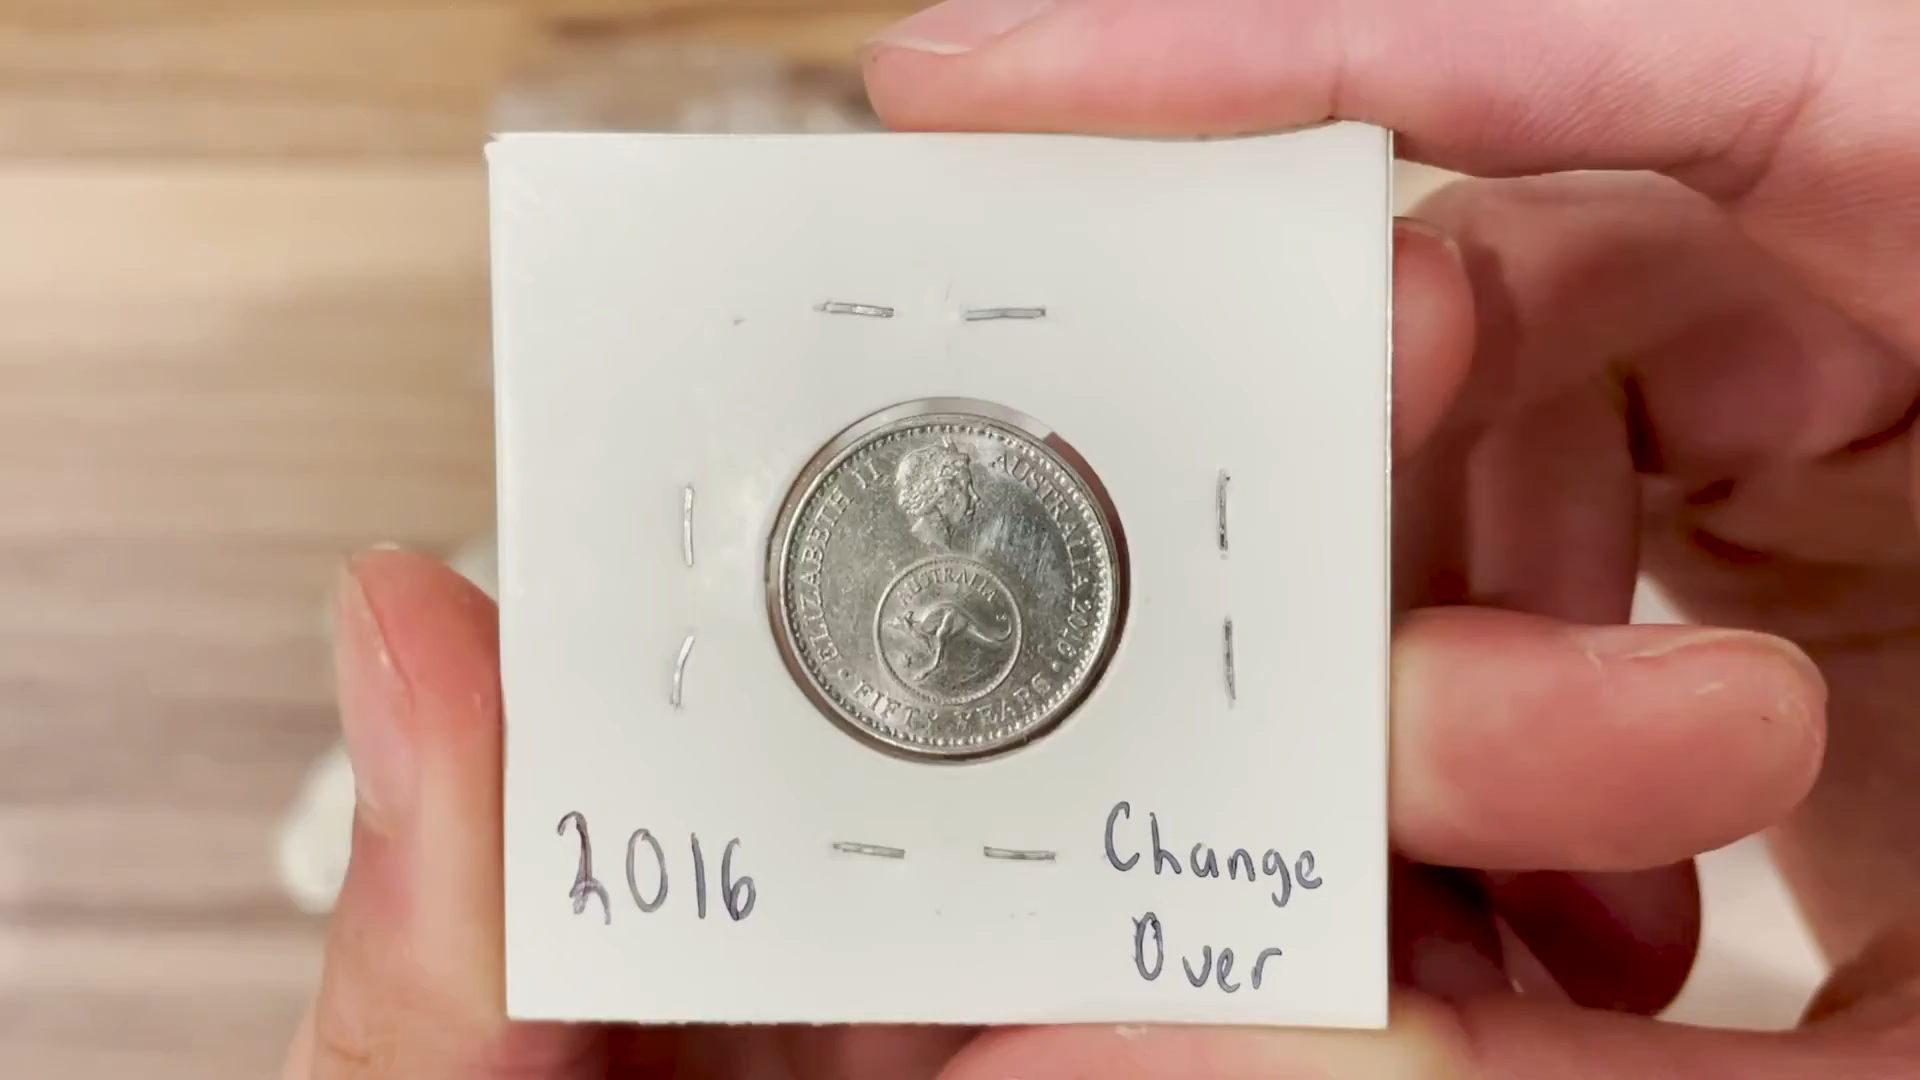 ELIZABETH II AUSTRALIA 2016
AUSTRALIA
• FIFTY YEARS •
2016
Change
Over